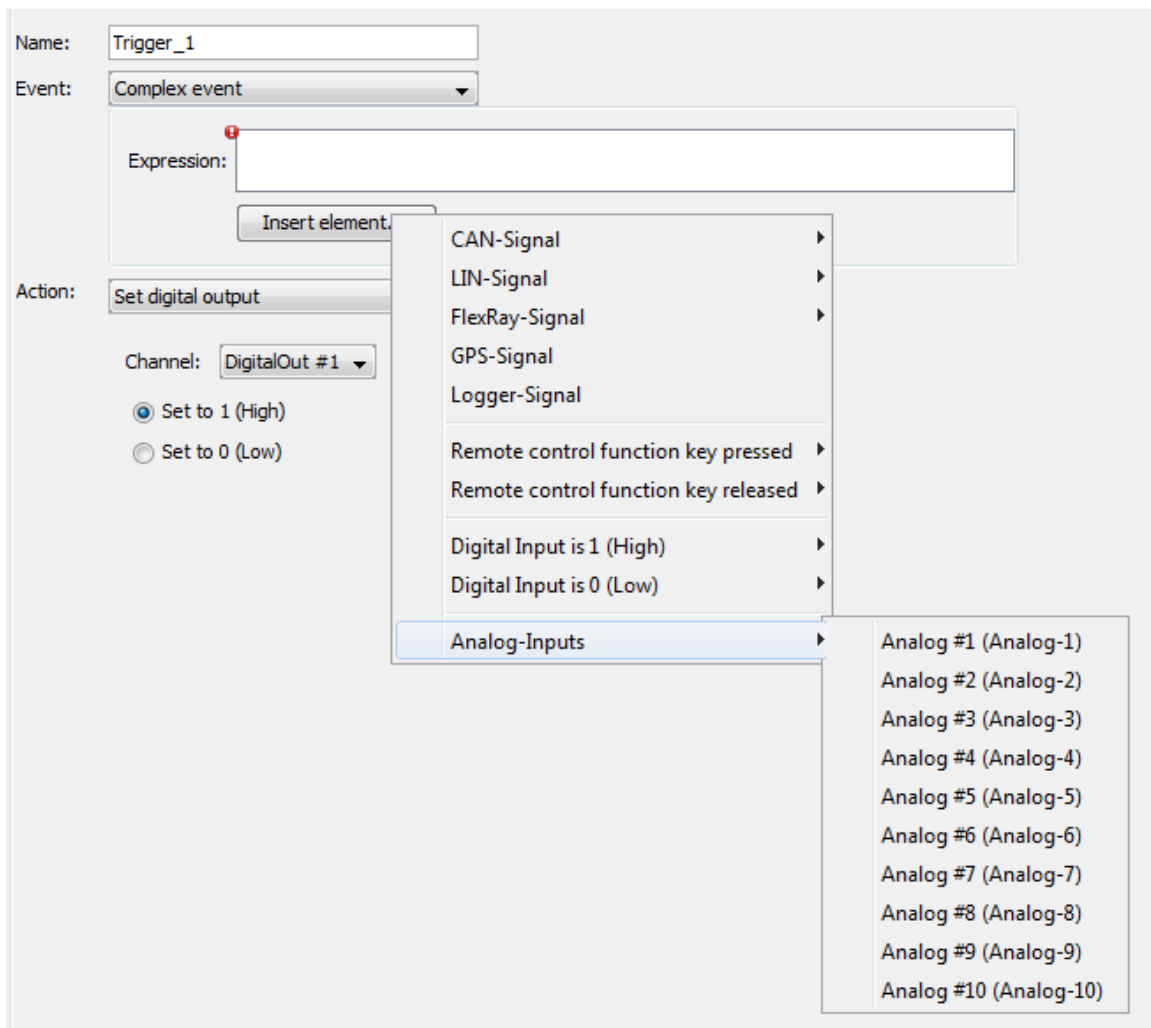 Name: Trigger_1
Event: Complex event
Expression:
Insert element.
CAN-Signal
LIN-Signal
FlexRay-Signal
GPS-Signal
Logger-Signal
Remote control function key pressed
Remote control function key released
Digital Input is 1 (High)
Digital Input is 0 (Low)
Analog-Inputs
Analog #1 (Analog-1)
Analog #2 (Analog-2)
Analog #3 (Analog-3)
Analog #4 (Analog-4)
Analog #5 (Analog-5)
Analog #6 (Analog-6)
Analog #7 (Analog-7)
Analog #8 (Analog-8)
Analog #9 (Analog-9)
Analog #10 (Analog-10)
Action: Set digital output
Channel: DigitalOut #1
Set to 1 (High)
Set to 0 (Low)